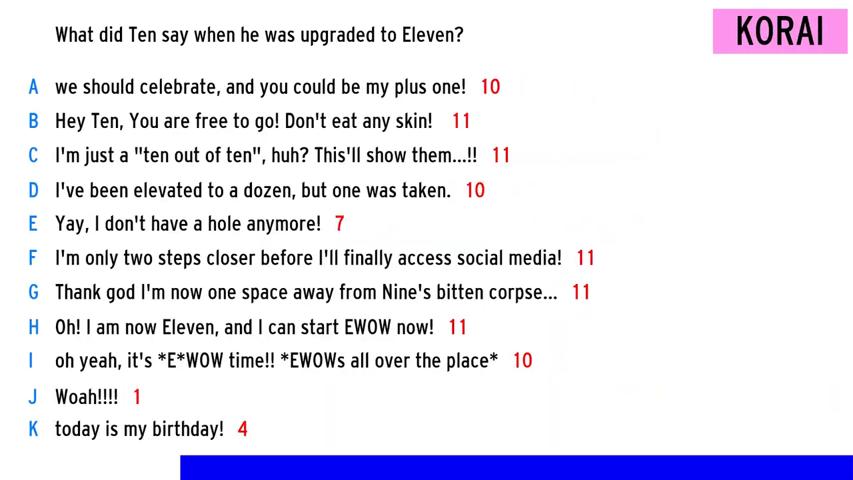 What did Ten say when he was upgraded to Eleven?
KORAI
A we should celebrate, and you could be my plus one! 10
B Hey Ten, You are free to go! Don't eat any skin! 11
C I'm just a "ten out of ten", huh? This'll show them...!! 11
D I've been elevated to a dozen, but one was taken. 10
E Yay, I don't have a hole anymore! 7
F I'm only two steps closer before I'll finally access social media! 11
G Thank god I'm now one space away from Nine's bitten corpse... 11
H Oh! I am now Eleven, and I can start EWOW now! 11
I oh yeah, it's *E*WOW time!! *EWOWs all over the place* 10
J Woah!!!! 1
K today is my birthday! 4